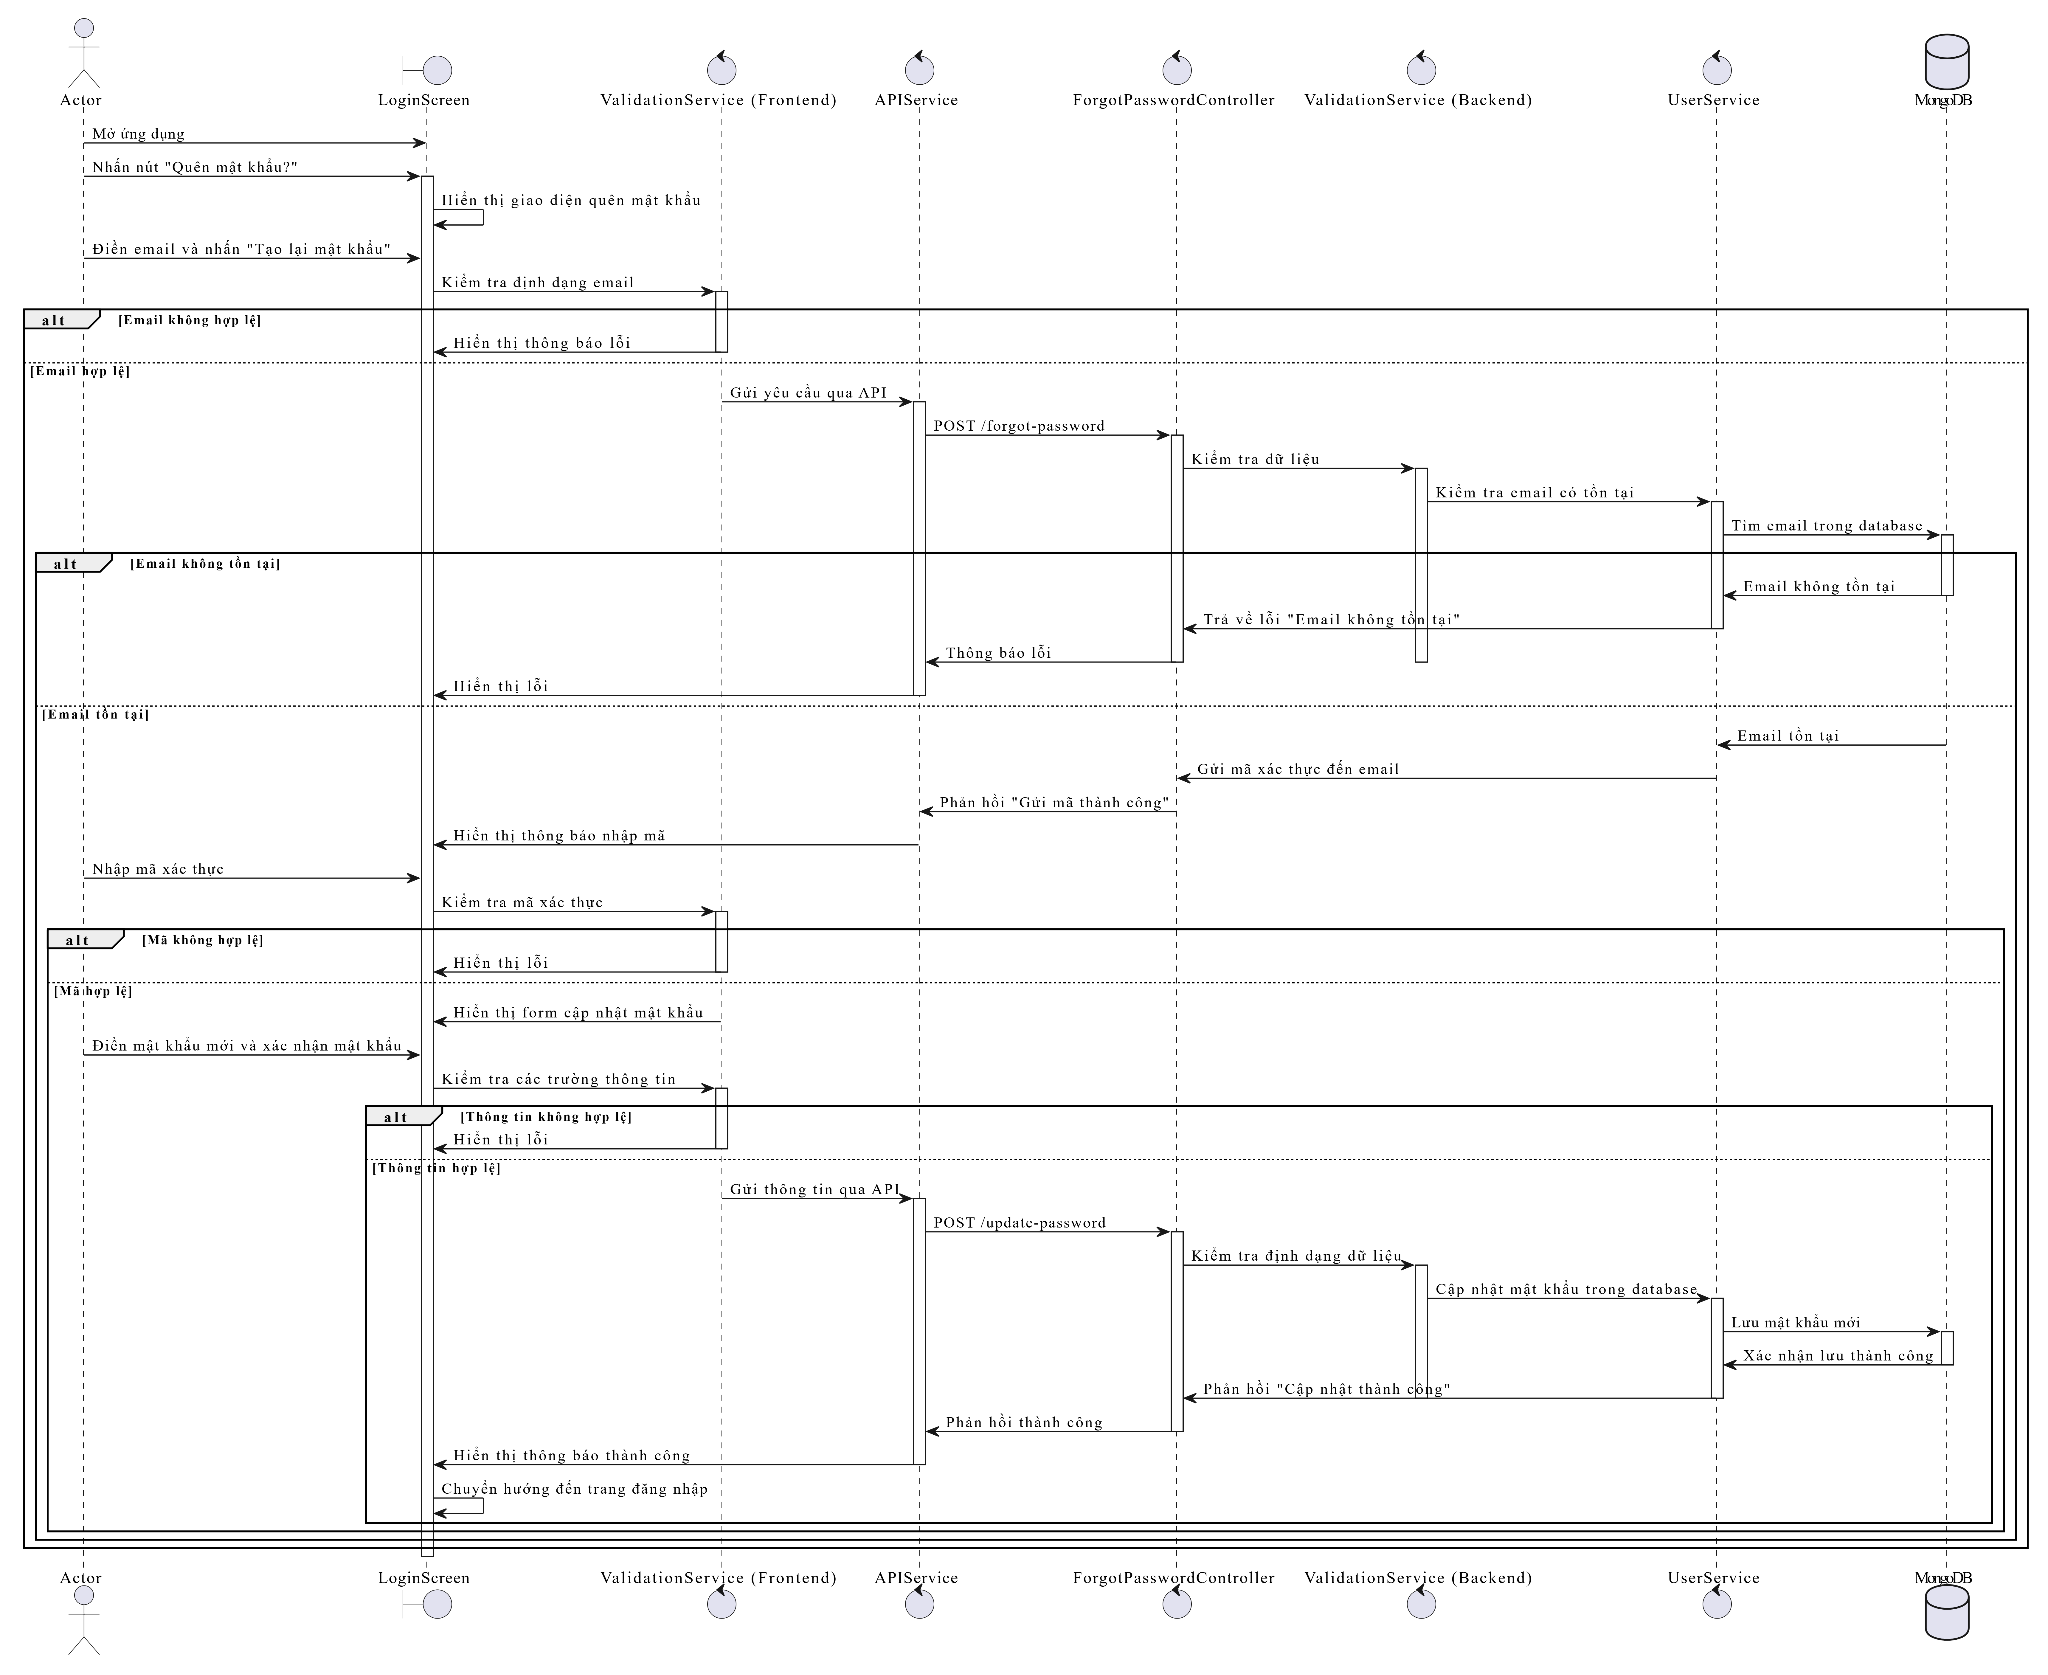 Actor
LoginScreen
ValidationService (Frontend)
APIService
ForgotPasswordController
ValidationService (Backend)
UserService
MongoDB
Mở ứng dụng
Nhấn nút "Quên mật khẩu?"
Hiển thị giao diện quên mật khẩu
Điền email và nhấn "Tạo lại mật khẩu"
Kiểm tra định dạng email
alt [Email không hợp lệ]
Hiển thị thông báo lỗi
[Email hợp lệ]
Gửi yêu cầu qua API
POST /forgot-password
Kiểm tra dữ liệu
Kiểm tra email có tồn tại
Tìm email trong database
alt [Email không tồn tại]
Email không tồn tại
Trả về lỗi "Email không tồn tại"
Thông báo lỗi
Hiển thị lỗi
[Email tồn tại]
Email tồn tại
Gửi mã xác thực đến email
Phản hồi "Gửi mã thành công"
Hiển thị thông báo nhập mã
Nhập mã xác thực
Kiểm tra mã xác thực
alt [Mã không hợp lệ]
Hiển thị lỗi
[Mã hợp lệ]
Hiển thị form cập nhật mật khẩu
Điền mật khẩu mới và xác nhận mật khẩu
Kiểm tra các trường thông tin
alt [Thông tin không hợp lệ]
Hiển thị lỗi
[Thông tin hợp lệ]
Gửi thông tin qua API
POST /update-password
Kiểm tra định dạng dữ liệu
Cập nhật mật khẩu trong database
Lưu mật khẩu mới
Xác nhận lưu thành công
Phản hồi "Cập nhật thành công"
Phản hồi thành công
Hiển thị thông báo thành công
Chuyển hướng đến trang đăng nhập
Actor
LoginScreen
ValidationService (Frontend)
APIService
ForgotPasswordController
ValidationService (Backend)
UserService
MongoDB